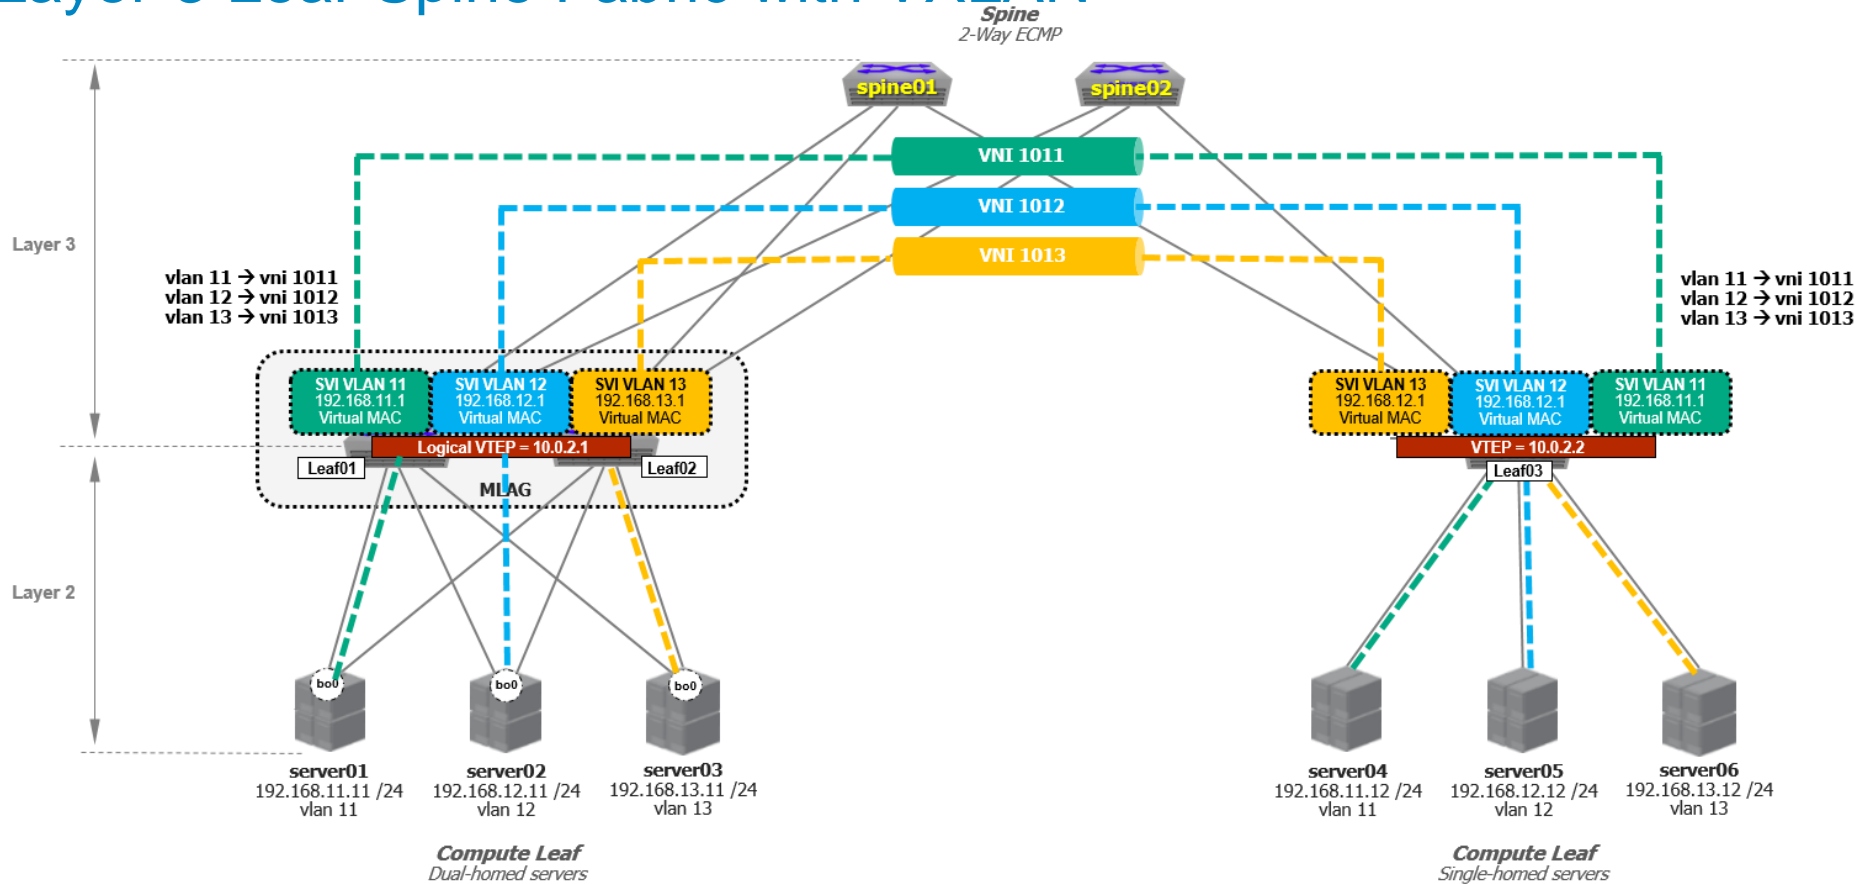 Layer 3 Leaf-Spine Fabric with VXLAN
Spine
2-Way ECMP
spine01
spine02
VNI 1011
VNI 1012
VNI 1013
Layer 3
vlan 11 → vni 1011
vlan 12 → vni 1012
vlan 13 → vni 1013
vlan 11 → vni 1011
vlan 12 → vni 1012
vlan 13 → vni 1013
SVI VLAN 11
192.168.11.1
Virtual MAC
SVI VLAN 12
192.168.12.1
Virtual MAC
SVI VLAN 13
192.168.13.1
Virtual MAC
SVI VLAN 13
192.168.12.1
Virtual MAC
SVI VLAN 12
192.168.12.1
Virtual MAC
SVI VLAN 11
192.168.11.1
Virtual MAC
Logical VTEP = 10.0.2.1
VTEP = 10.0.2.2
Leaf01
Leaf02
Leaf03
MLAG
Layer 2
bo0
bo0
bo0
server01
192.168.11.11 /24
vlan 11
server02
192.168.12.11 /24
vlan 12
server03
192.168.13.11 /24
vlan 13
server04
192.168.11.12 /24
vlan 11
server05
192.168.12.12 /24
vlan 12
server06
192.168.13.12 /24
vlan 13
Compute Leaf
Dual-homed servers
Compute Leaf
Single-homed servers